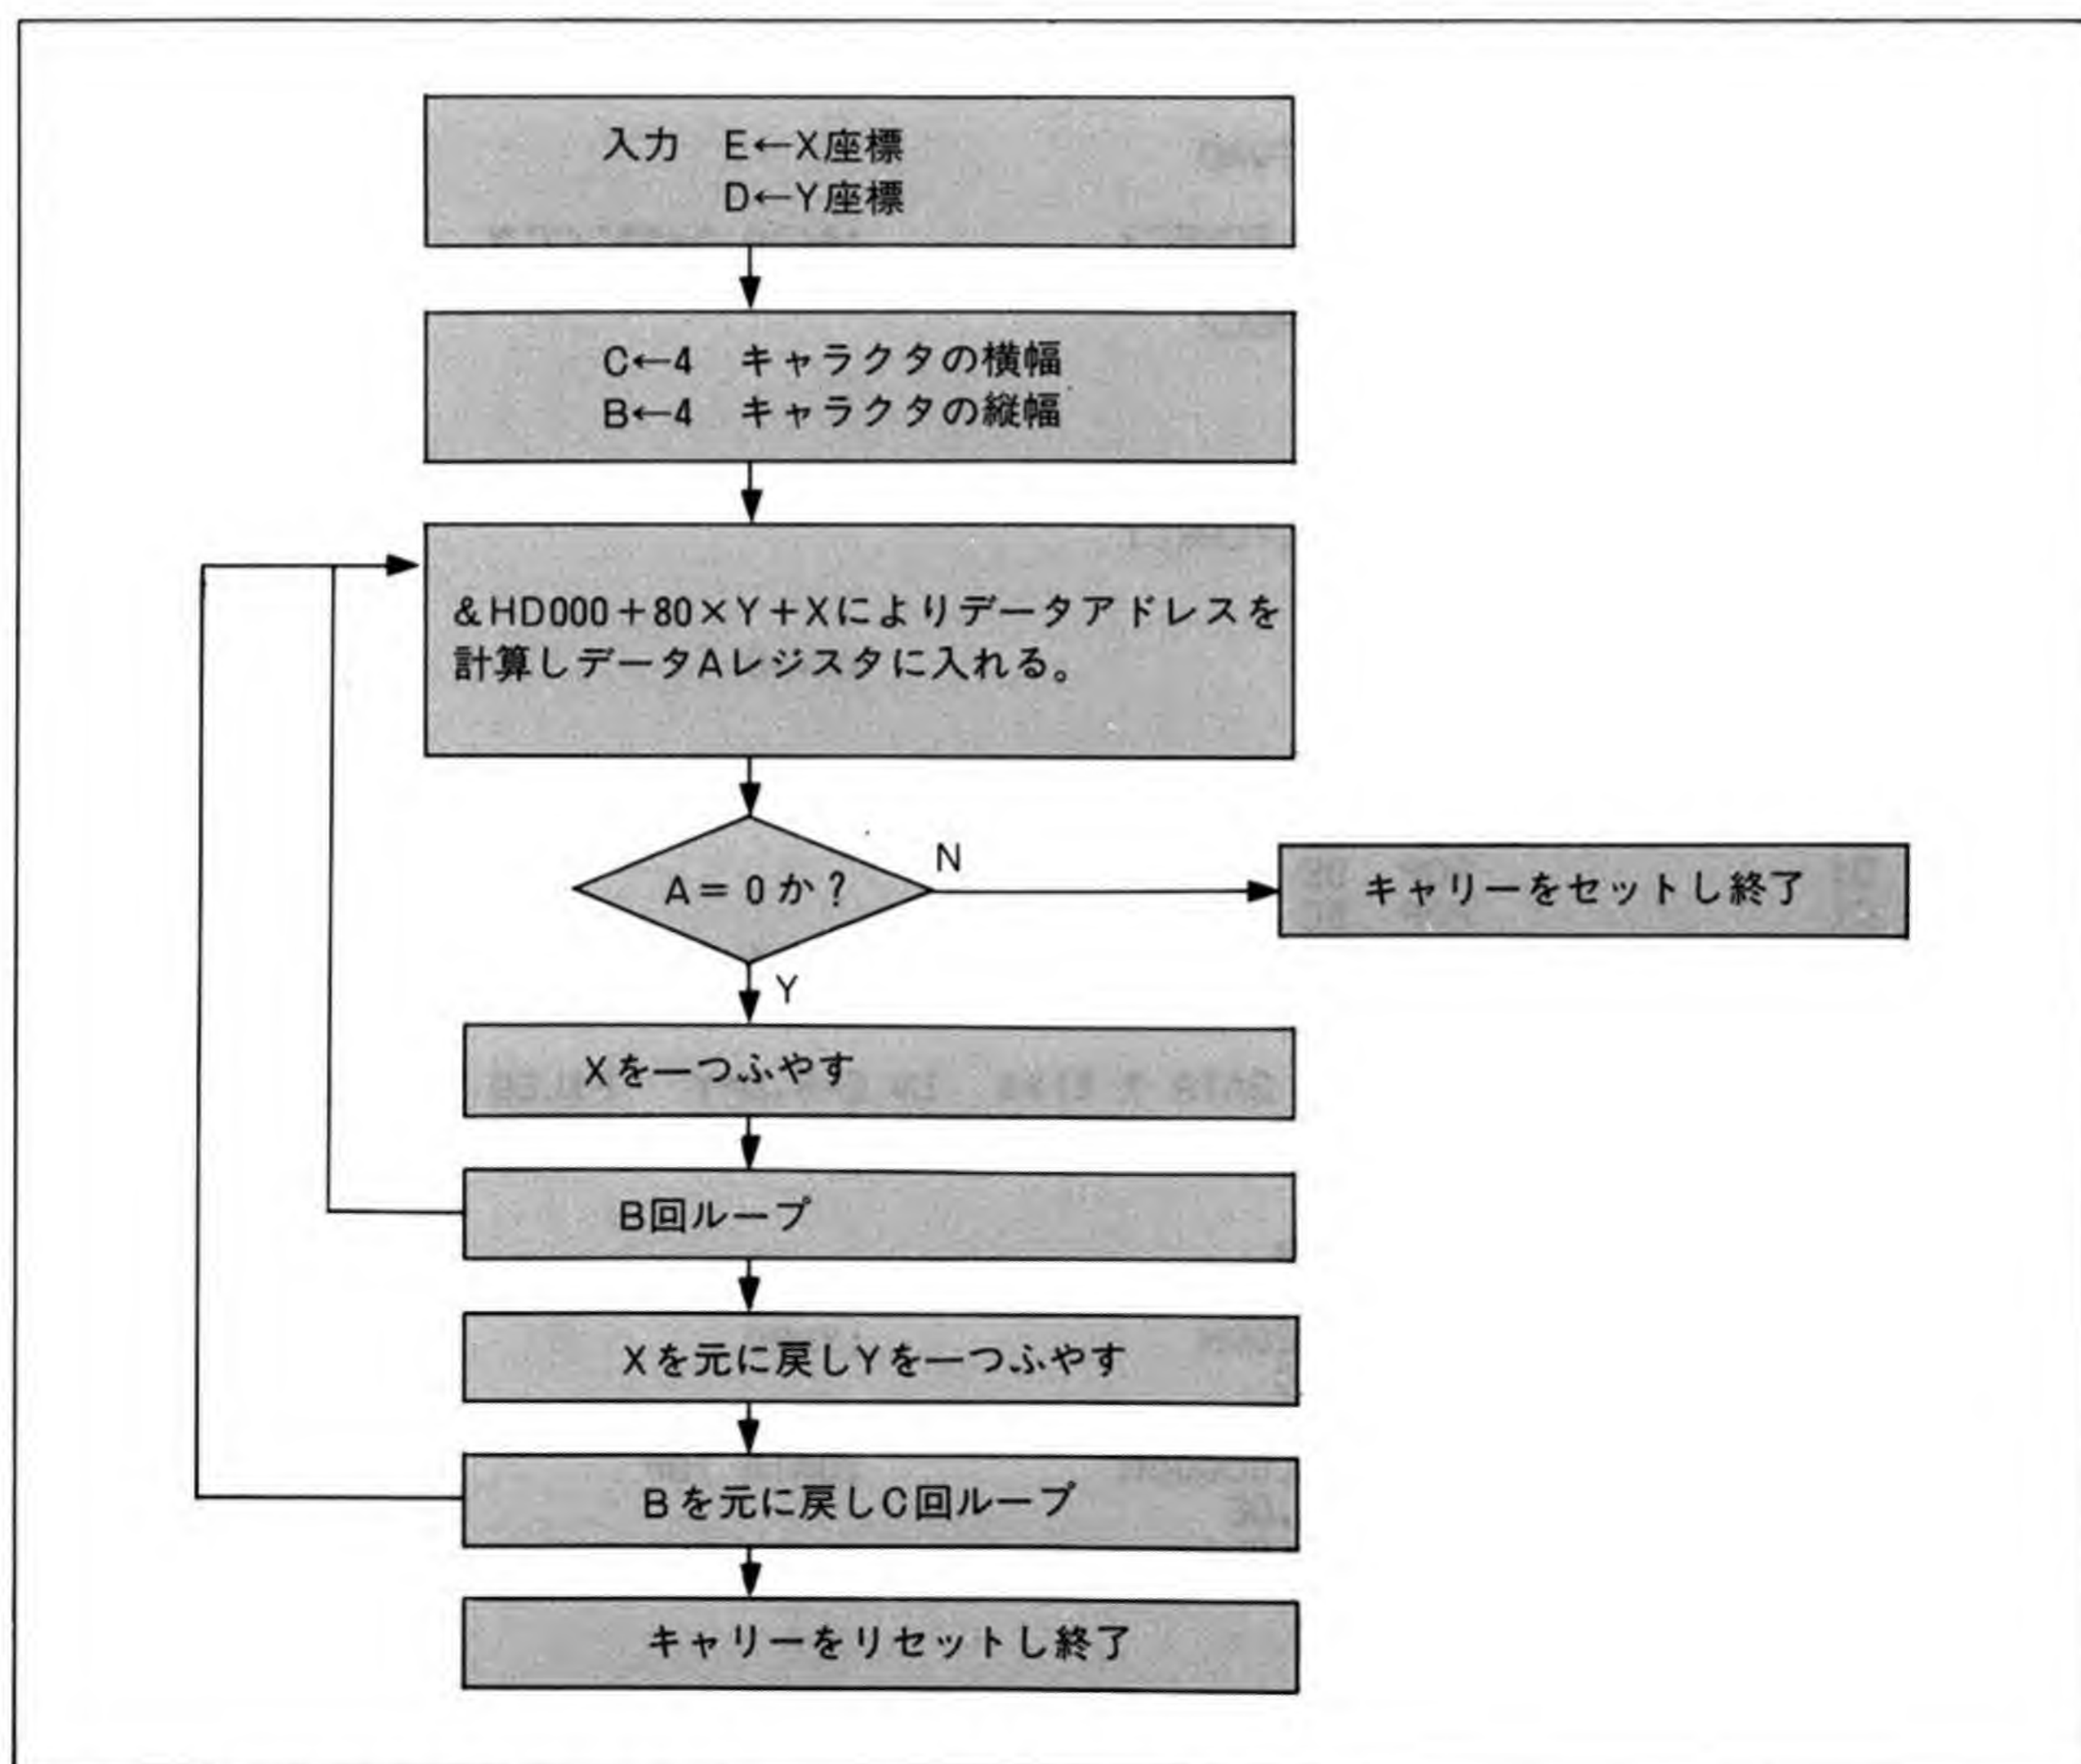 入力 E←X座標
D←Y座標
C←4 キャラクタの横幅
B←4 キャラクタの縦幅
&HD000+80×Y+Xによりデータアドレスを
計算しデータAレジスタに入れる。
A=0か?
N
キャリーをセットし終了
Y
Xを一つふやす
B回ループ
Xを元に戻しYを一つふやす
Bを元に戻しC回ループ
キャリーをリセットし終了